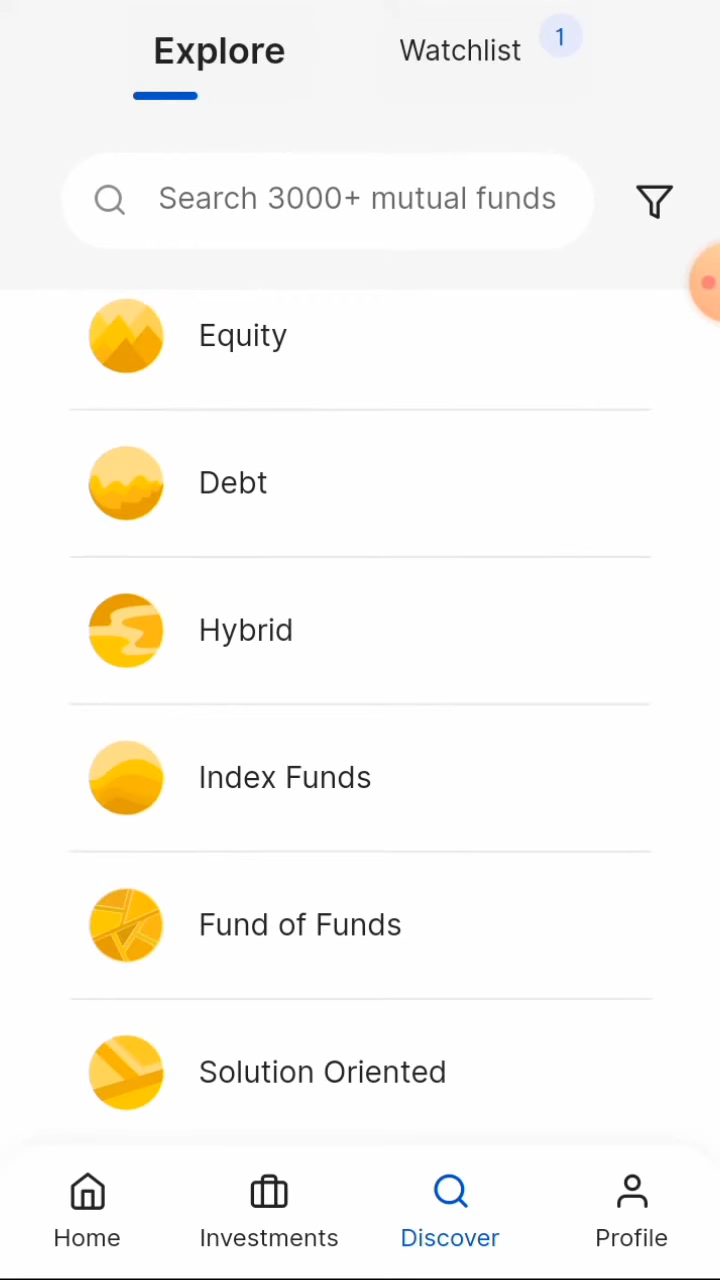 Explore
Watchlist 1
Search 3000+ mutual funds
Equity
Debt
Hybrid
Index Funds
Fund of Funds
Solution Oriented
Home Investments Discover Profile